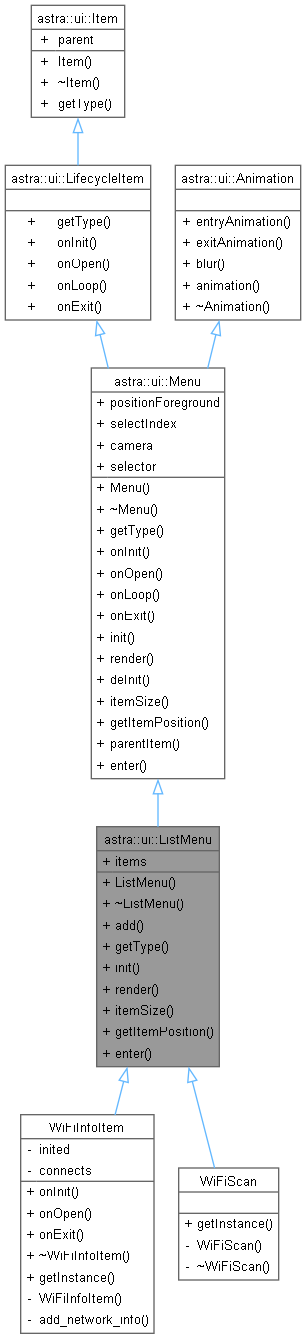 astra::ui::Item
+ parent
+ Item()
+ ~Item()
+ getType()
astra::ui::LifecycleItem
+ getType()
+ onInit()
+ onOpen()
+ onLoop()
+ onExit()
astra::ui::Animation
+ entryAnimation()
+ exitAnimation()
+ blur()
+ animation()
+ ~Animation()
astra::ui::Menu
+ positionForeground
+ selectIndex
+ camera
+ selector
+ Menu()
+ ~Menu()
+ getType()
+ onInit()
+ onOpen()
+ onLoop()
+ onExit()
+ init()
+ render()
+ deInit()
+ itemSize()
+ getItemPosition()
+ parentItem()
+ enter()
astra::ui::ListMenu
+ items
+ ListMenu()
+ ~ListMenu()
+ add()
+ getType()
+ init()
+ render()
+ itemSize()
+ getItemPosition()
+ enter()
WiFiInfoItem
- inited
- connects
+ onInit()
+ onOpen()
+ onExit()
+ ~WiFiInfoItem()
+ getInstance()
- WiFiInfoItem()
- add_network_info()
WiFiScan
+ getInstance()
- WiFiScan()
- ~WiFiScan()